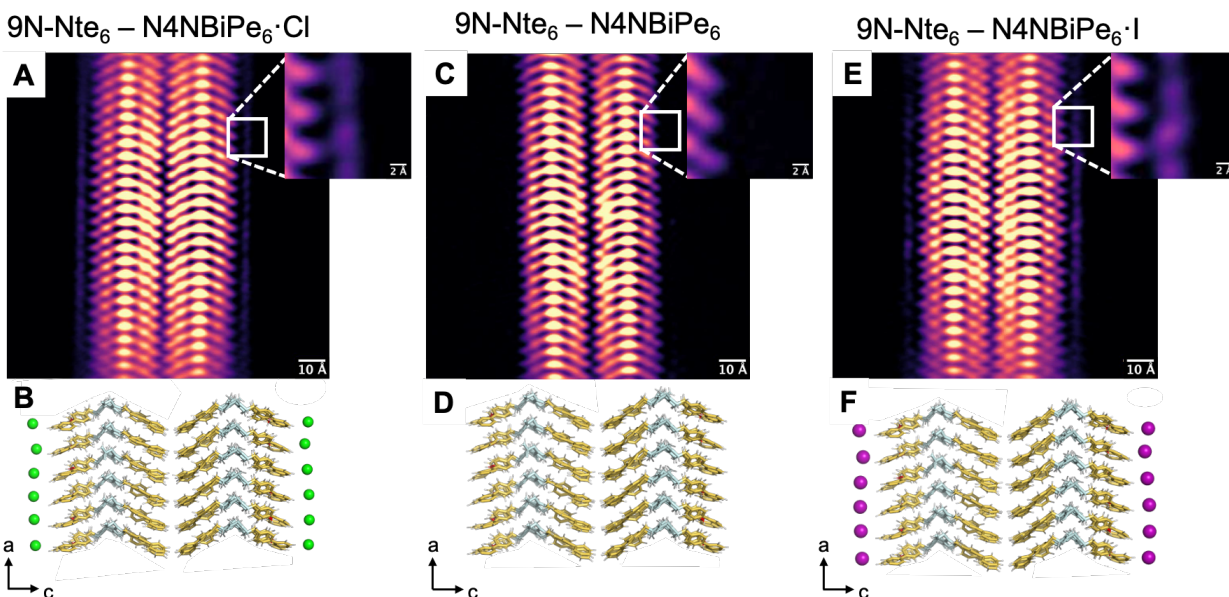 9N-Nte₆ – N4NBiPe₆·Cl
9N-Nte₆ – N4NBiPe₆
9N-Nte₆ – N4NBiPe₆·I
A
2 Å
10 Å
C
2 Å
10 Å
E
2 Å
10 Å
B
a
c
D
a
c
F
a
c